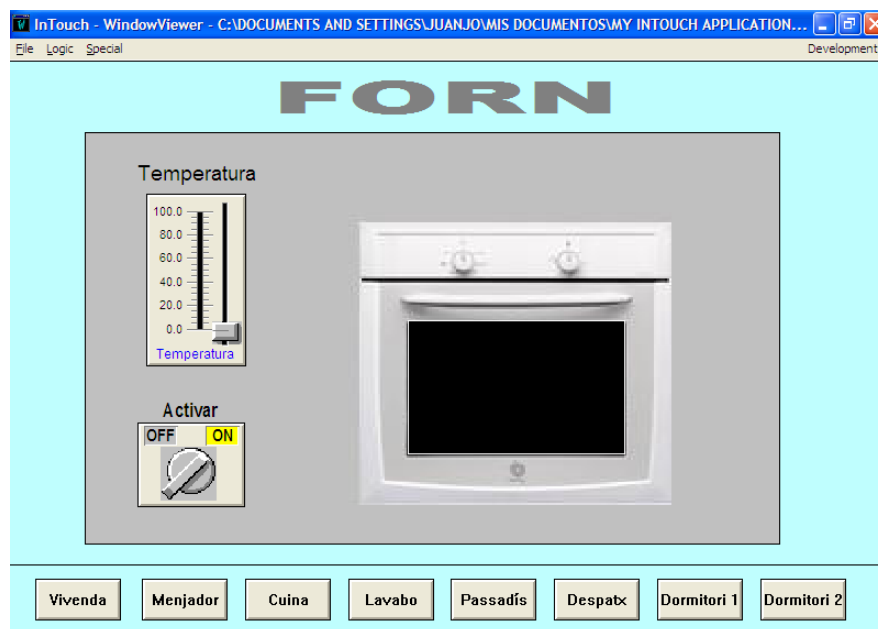 InTouch - WindowViewer - C:\DOCUMENTS AND SETTINGS\JUANJO\MIS DOCUMENTOS\MY INTOUCH APPLICATION...
File Logic Special Development
FORN
Temperatura
100.0
80.0
60.0
40.0
20.0
0.0
Temperatura
Activar
OFF ON
Vivenda Menjador Cuina Lavabo Passadís Despatx Dormitori 1 Dormitori 2